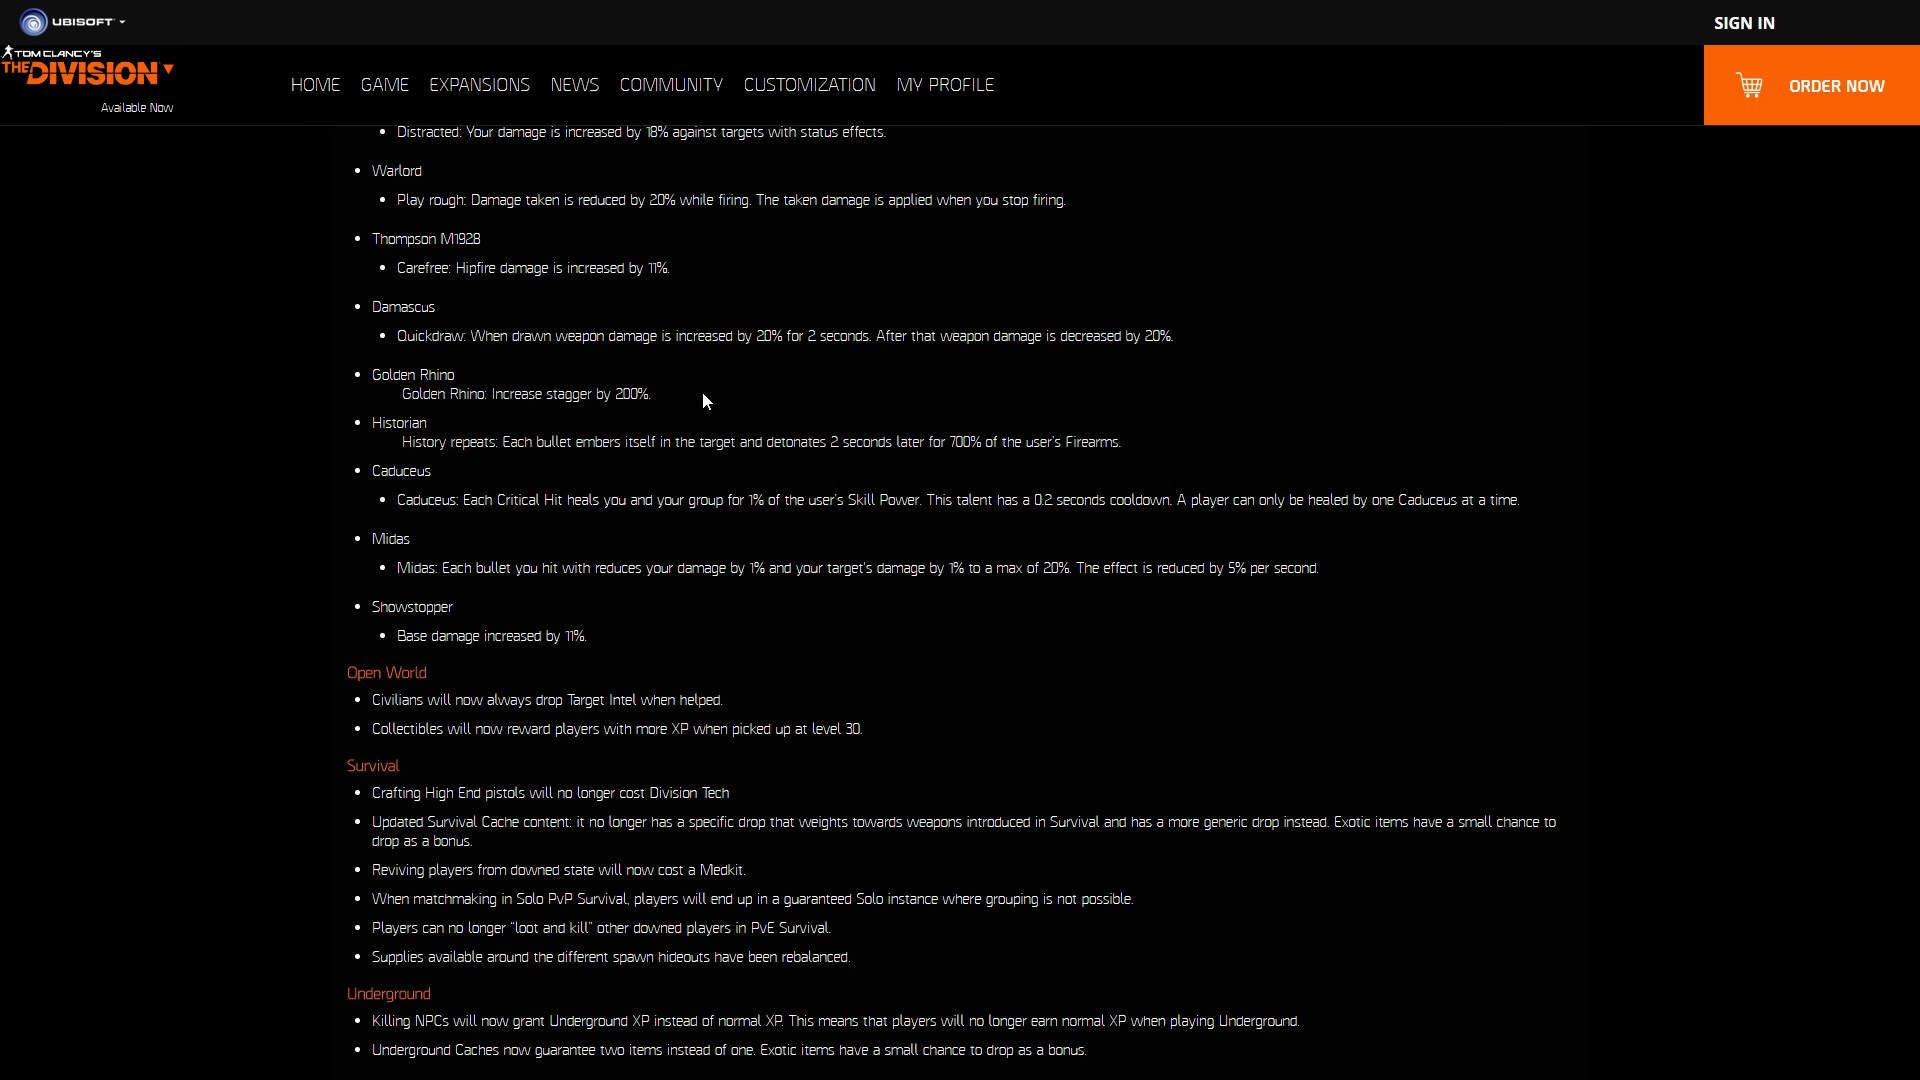 UBISOFT
SIGN IN
TOM CLANCY'S
THE DIVISION
Available Now
HOME GAME EXPANSIONS NEWS COMMUNITY CUSTOMIZATION MY PROFILE
ORDER NOW
Distracted: Your damage is increased by 18% against targets with status effects.
Warlord
Play rough: Damage taken is reduced by 20% while firing. The taken damage is applied when you stop firing.
Thompson M1928
Carefree: Hipfire damage is increased by 11%.
Damascus
Quickdraw: When drawn weapon damage is increased by 20% for 2 seconds. After that weapon damage is decreased by 20%.
Golden Rhino
Golden Rhino: Increase stagger by 200%.
Historian
History repeats: Each bullet embers itself in the target and detonates 2 seconds later for 700% of the user's Firearms.
Caduceus
Caduceus: Each Critical Hit heals you and your group for 1% of the user's Skill Power. This talent has a 0.2 seconds cooldown. A player can only be healed by one Caduceus at a time.
Midas
Midas: Each bullet you hit with reduces your damage by 1% and your target's damage by 1% to a max of 20%. The effect is reduced by 5% per second.
Showstopper
Base damage increased by 11%.
Open World
Civilians will now always drop Target Intel when helped.
Collectibles will now reward players with more XP when picked up at level 30.
Survival
Crafting High End pistols will no longer cost Division Tech
Updated Survival Cache content: it no longer has a specific drop that weights towards weapons introduced in Survival and has a more generic drop instead. Exotic items have a small chance to
drop as a bonus.
Reviving players from downed state will now cost a Medkit.
When matchmaking in Solo PvP Survival, players will end up in a guaranteed Solo instance where grouping is not possible.
Players can no longer "loot and kill" other downed players in PvE Survival.
Supplies available around the different spawn hideouts have been rebalanced.
Underground
Killing NPCs will now grant Underground XP instead of normal XP. This means that players will no longer earn normal XP when playing Underground.
Underground Caches now guarantee two items instead of one. Exotic items have a small chance to drop as a bonus.